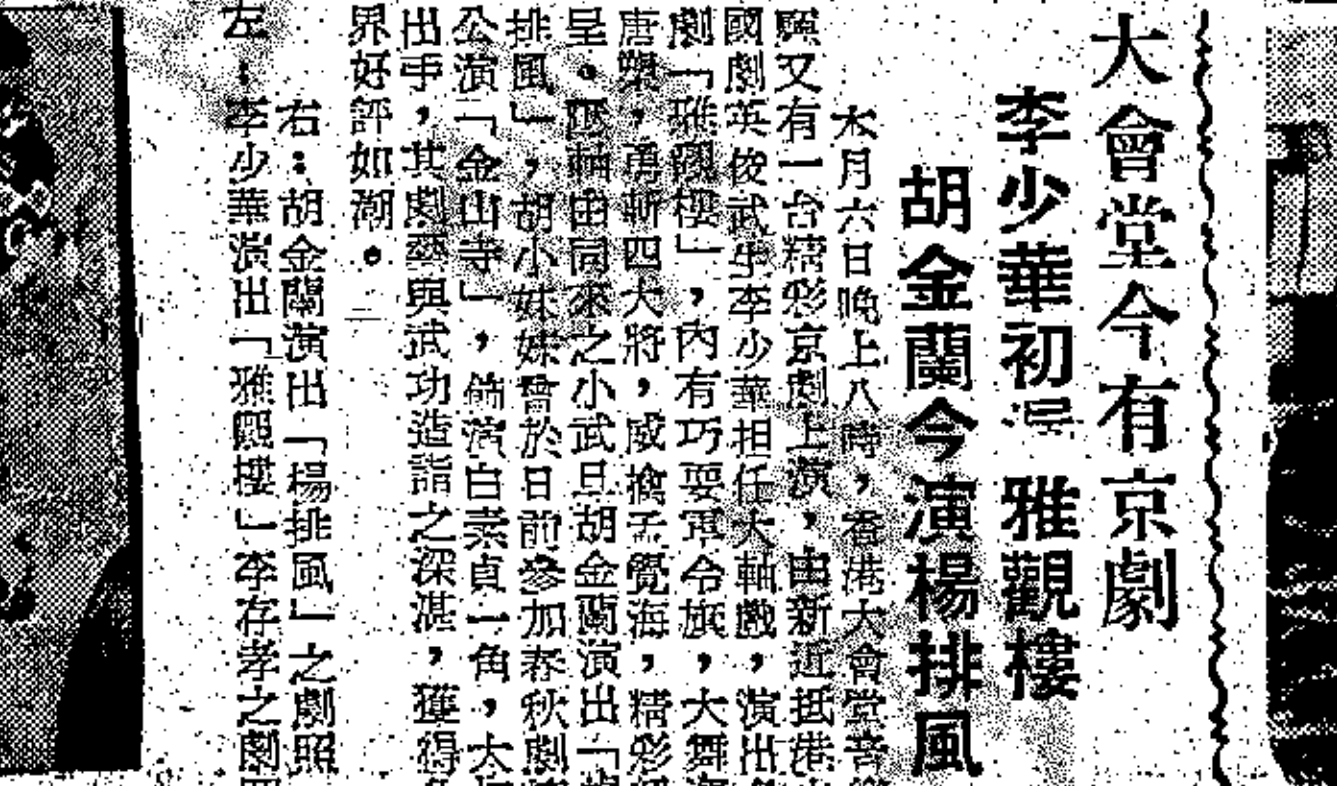 大會堂今有京劇
李少華初 雅觀樓
胡金蘭今演楊排風
本月六日晚上八時，香港大會堂音
又有一台精彩京劇上演，由新近抵港
國劇英俊武生李少華担任大軸戲，演出
劇「雅觀樓」，內有巧耍軍令旗，大舞
唐 ，勇斬四大將，威擒孟覺海，精彩
呈。壓軸由同來之小武旦胡金蘭演出「
排風」，胡小妹妹曾於日前參加春秋劇
公演「金山寺」，飾演白素貞一角，大
出手，其劇藝與武功造詣之深湛，獲得
界好評如潮。
右：胡金蘭演出「楊排風」之劇照
左：李少華演出「雅觀樓」李存孝之劇